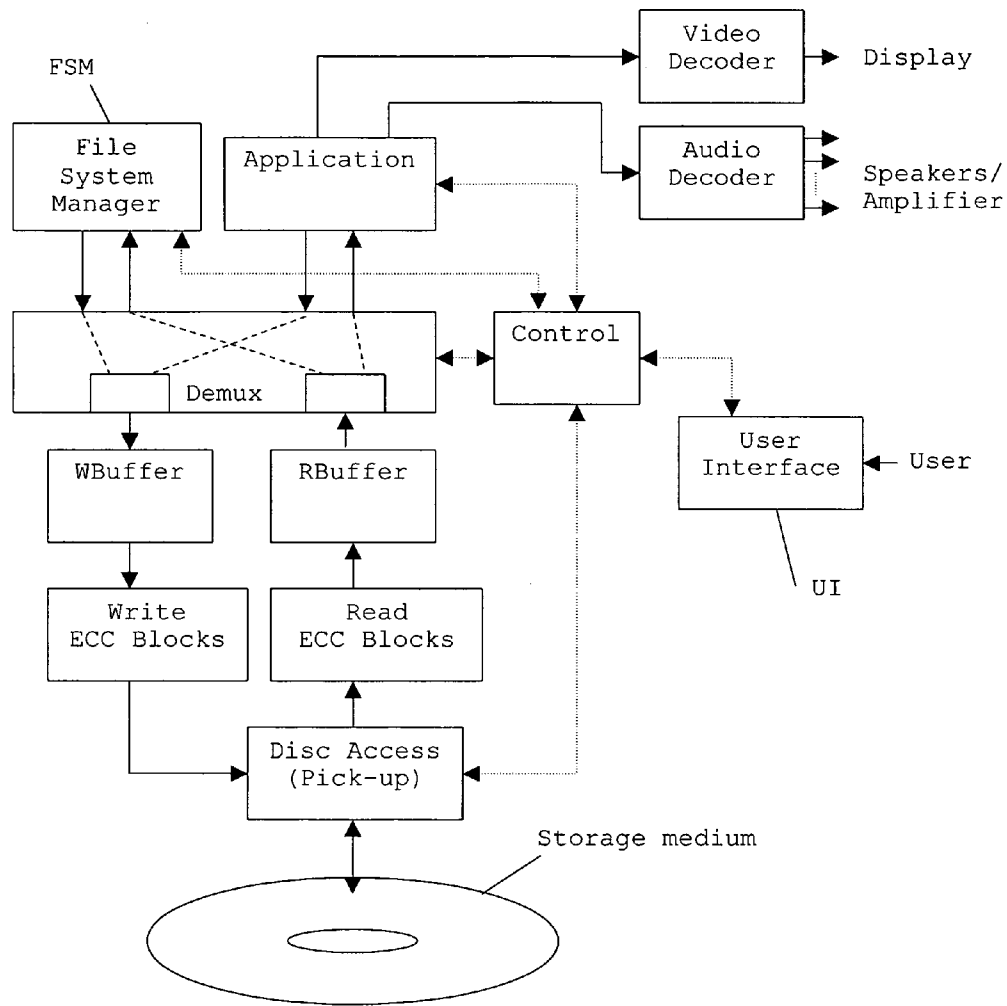 Video
Decoder
Display
FSM
File
System
Manager
Application
Audio
Decoder
Speakers/
Amplifier
Control
Demux
User
Interface
User
WBuffer
RBuffer
UI
Write
ECC Blocks
Read
ECC Blocks
Disc Access
(Pick-up)
Storage medium